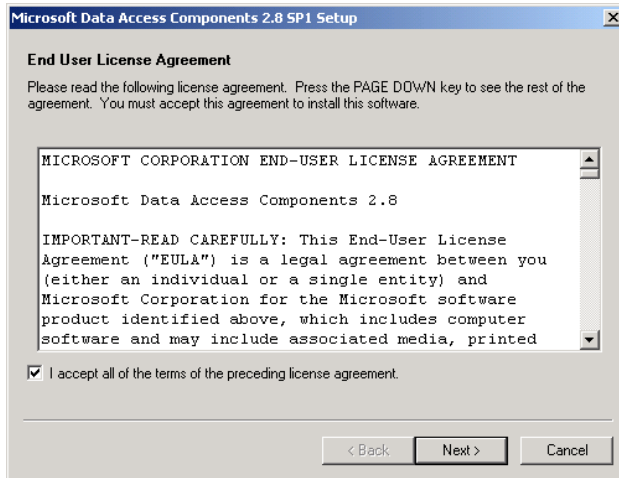 Microsoft Data Access Components 2.8 SP1 Setup
End User License Agreement
Please read the following license agreement. Press the PAGE DOWN key to see the rest of the
agreement. You must accept this agreement to install this software.
MICROSOFT CORPORATION END-USER LICENSE AGREEMENT
Microsoft Data Access Components 2.8
IMPORTANT-READ CAREFULLY: This End-User License
Agreement ("EULA") is a legal agreement between you
(either an individual or a single entity) and
Microsoft Corporation for the Microsoft software
product identified above, which includes computer
software and may include associated media, printed
I accept all of the terms of the preceding license agreement.
< Back
Next >
Cancel